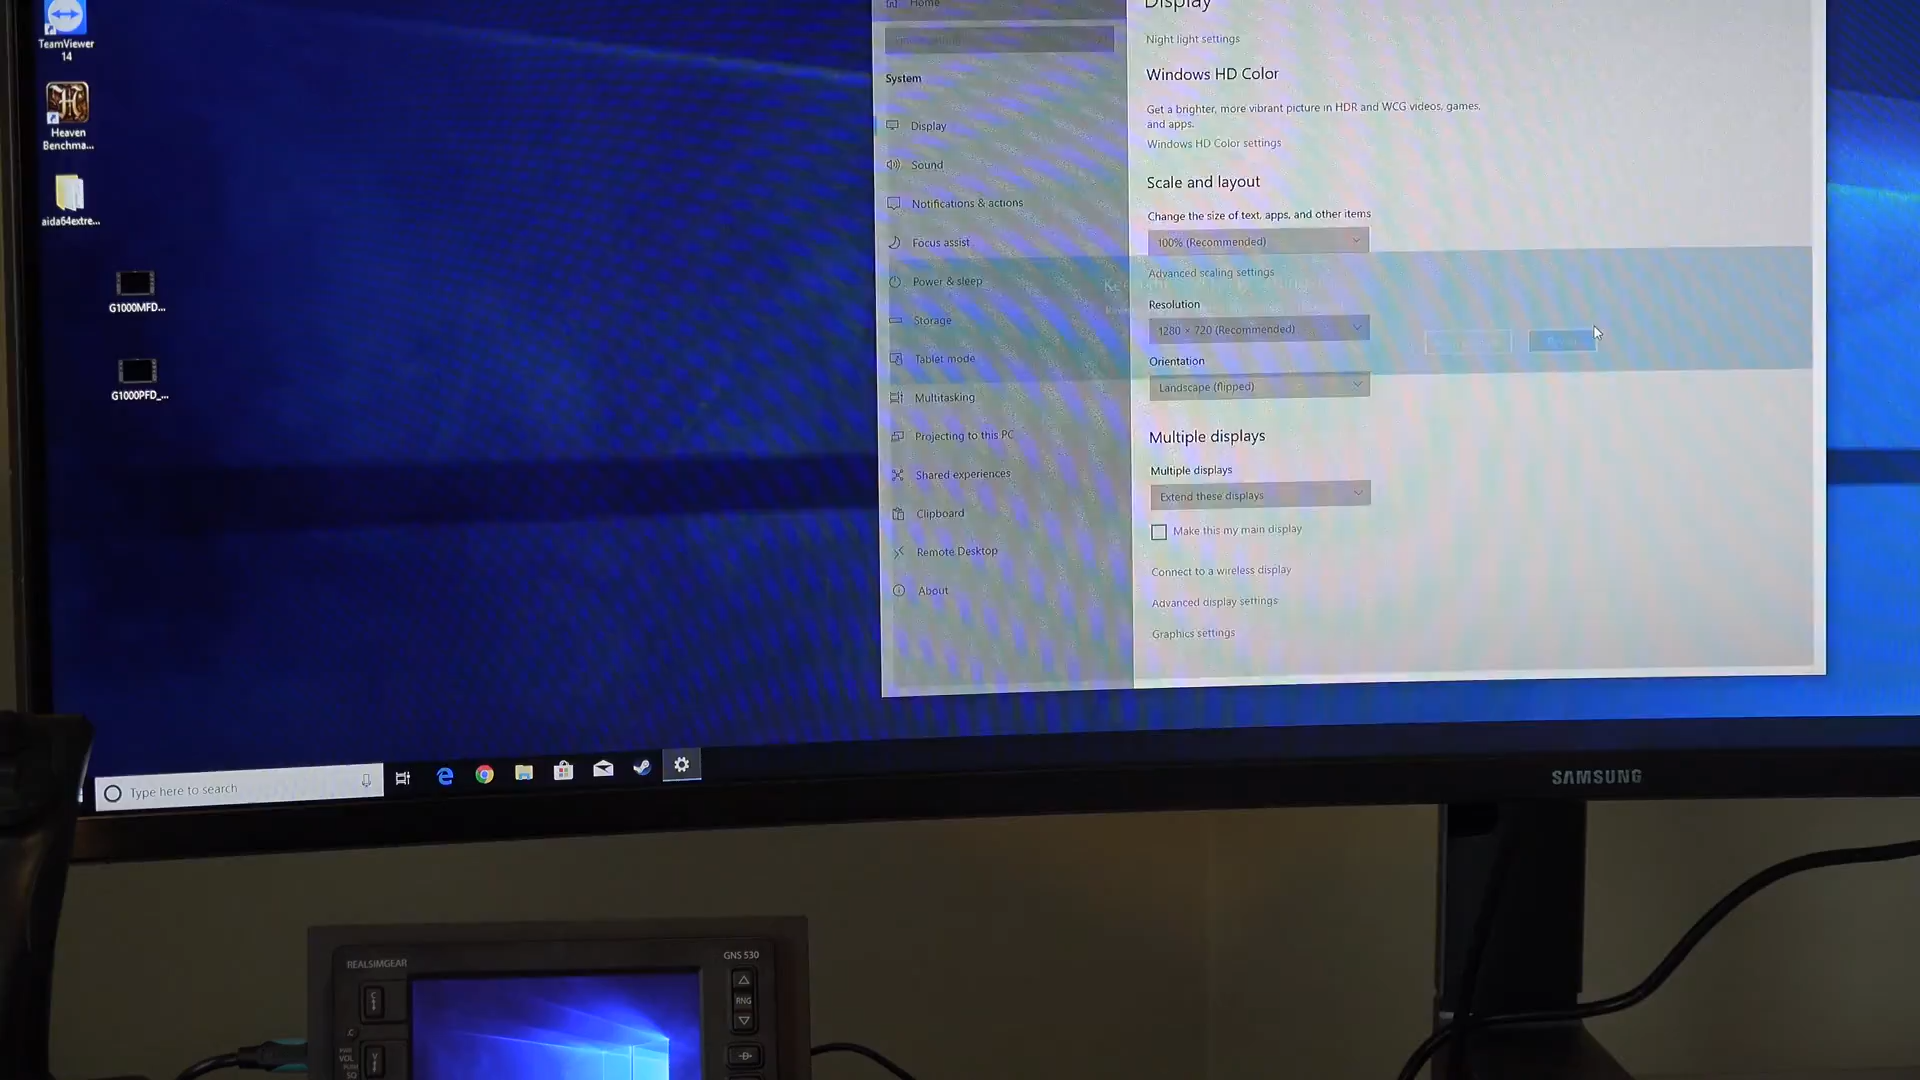 TeamViewer
14
Heaven
Benchma...
aida64extre...
G1000MFD...
G1000PFD_...
Home
Display
Night light settings
System
Windows HD Color
Get a brighter, more vibrant picture in HDR and WCG videos, games,
and apps.
Windows HD Color settings
Display
Sound
Notifications & actions
Focus assist
Power & sleep
Storage
Tablet mode
Multitasking
Projecting to this PC
Shared experiences
Clipboard
Remote Desktop
About
Scale and layout
Change the size of text, apps, and other items
100% (Recommended)
Advanced scaling settings
Resolution
1280 × 720 (Recommended)
Orientation
Landscape (flipped)
Multiple displays
Multiple displays
Extend these displays
Make this my main display
Connect to a wireless display
Advanced display settings
Graphics settings
Type here to search
SAMSUNG
REALSIMGEAR
GNS 530
C
RNG
VOL
PUSH
SQ
V
D